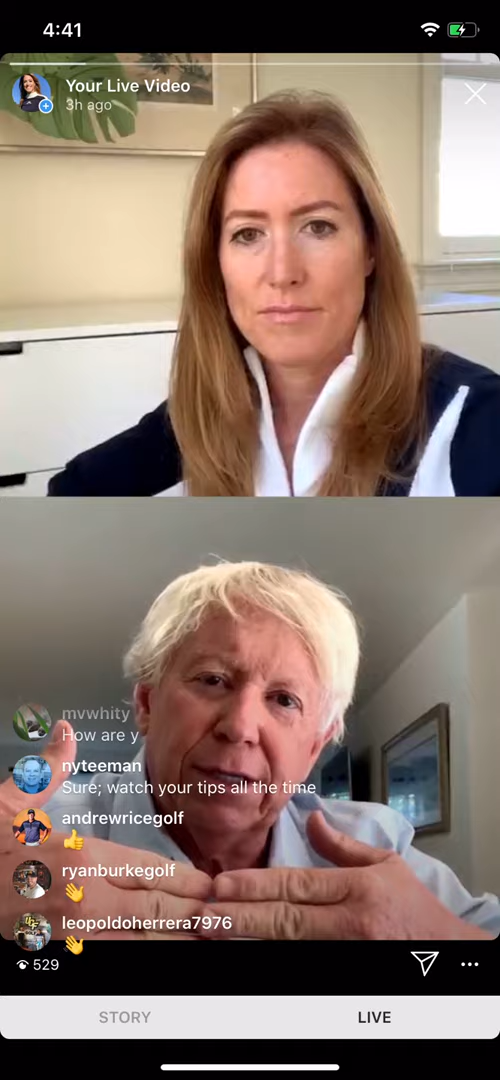 4:41
Your Live Video
3h ago
mvwhity
How are y
nyteeman
Sure; watch your tips all the time
andrewricegolf
👍
ryanburkegolf
👋
leopoldoherrera7976
👋
529
STORY
LIVE